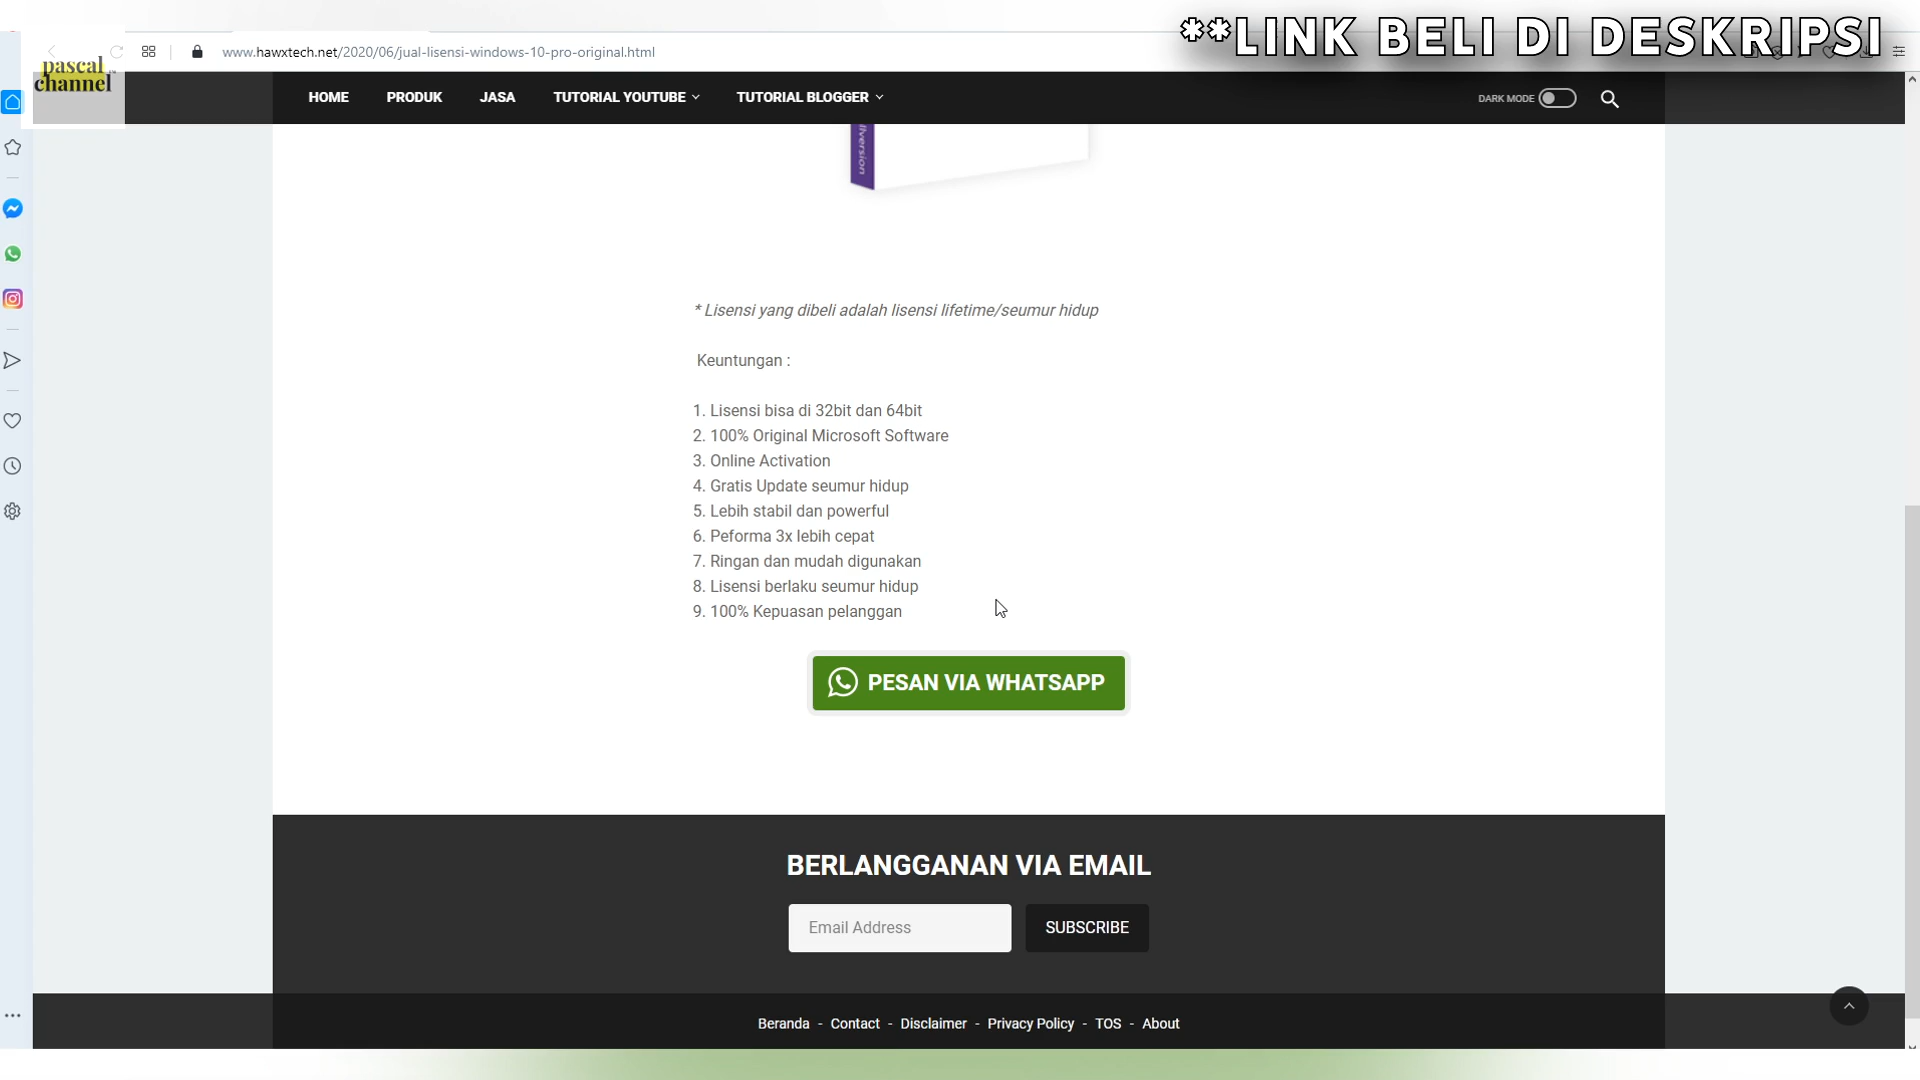 **LINK BELI DI DESKRIPSI
www.hawxtech.net/2020/06/jual-lisensi-windows-10-pro-original.html
pascal
channel
HOME PRODUK JASA TUTORIAL YOUTUBE TUTORIAL BLOGGER DARK MODE
* Lisensi yang dibeli adalah lisensi lifetime/seumur hidup
Keuntungan :
1. Lisensi bisa di 32bit dan 64bit
2. 100% Original Microsoft Software
3. Online Activation
4. Gratis Update seumur hidup
5. Lebih stabil dan powerful
6. Peforma 3x lebih cepat
7. Ringan dan mudah digunakan
8. Lisensi berlaku seumur hidup
9. 100% Kepuasan pelanggan
PESAN VIA WHATSAPP
BERLANGGANAN VIA EMAIL
Email Address SUBSCRIBE
Beranda - Contact - Disclaimer - Privacy Policy - TOS - About